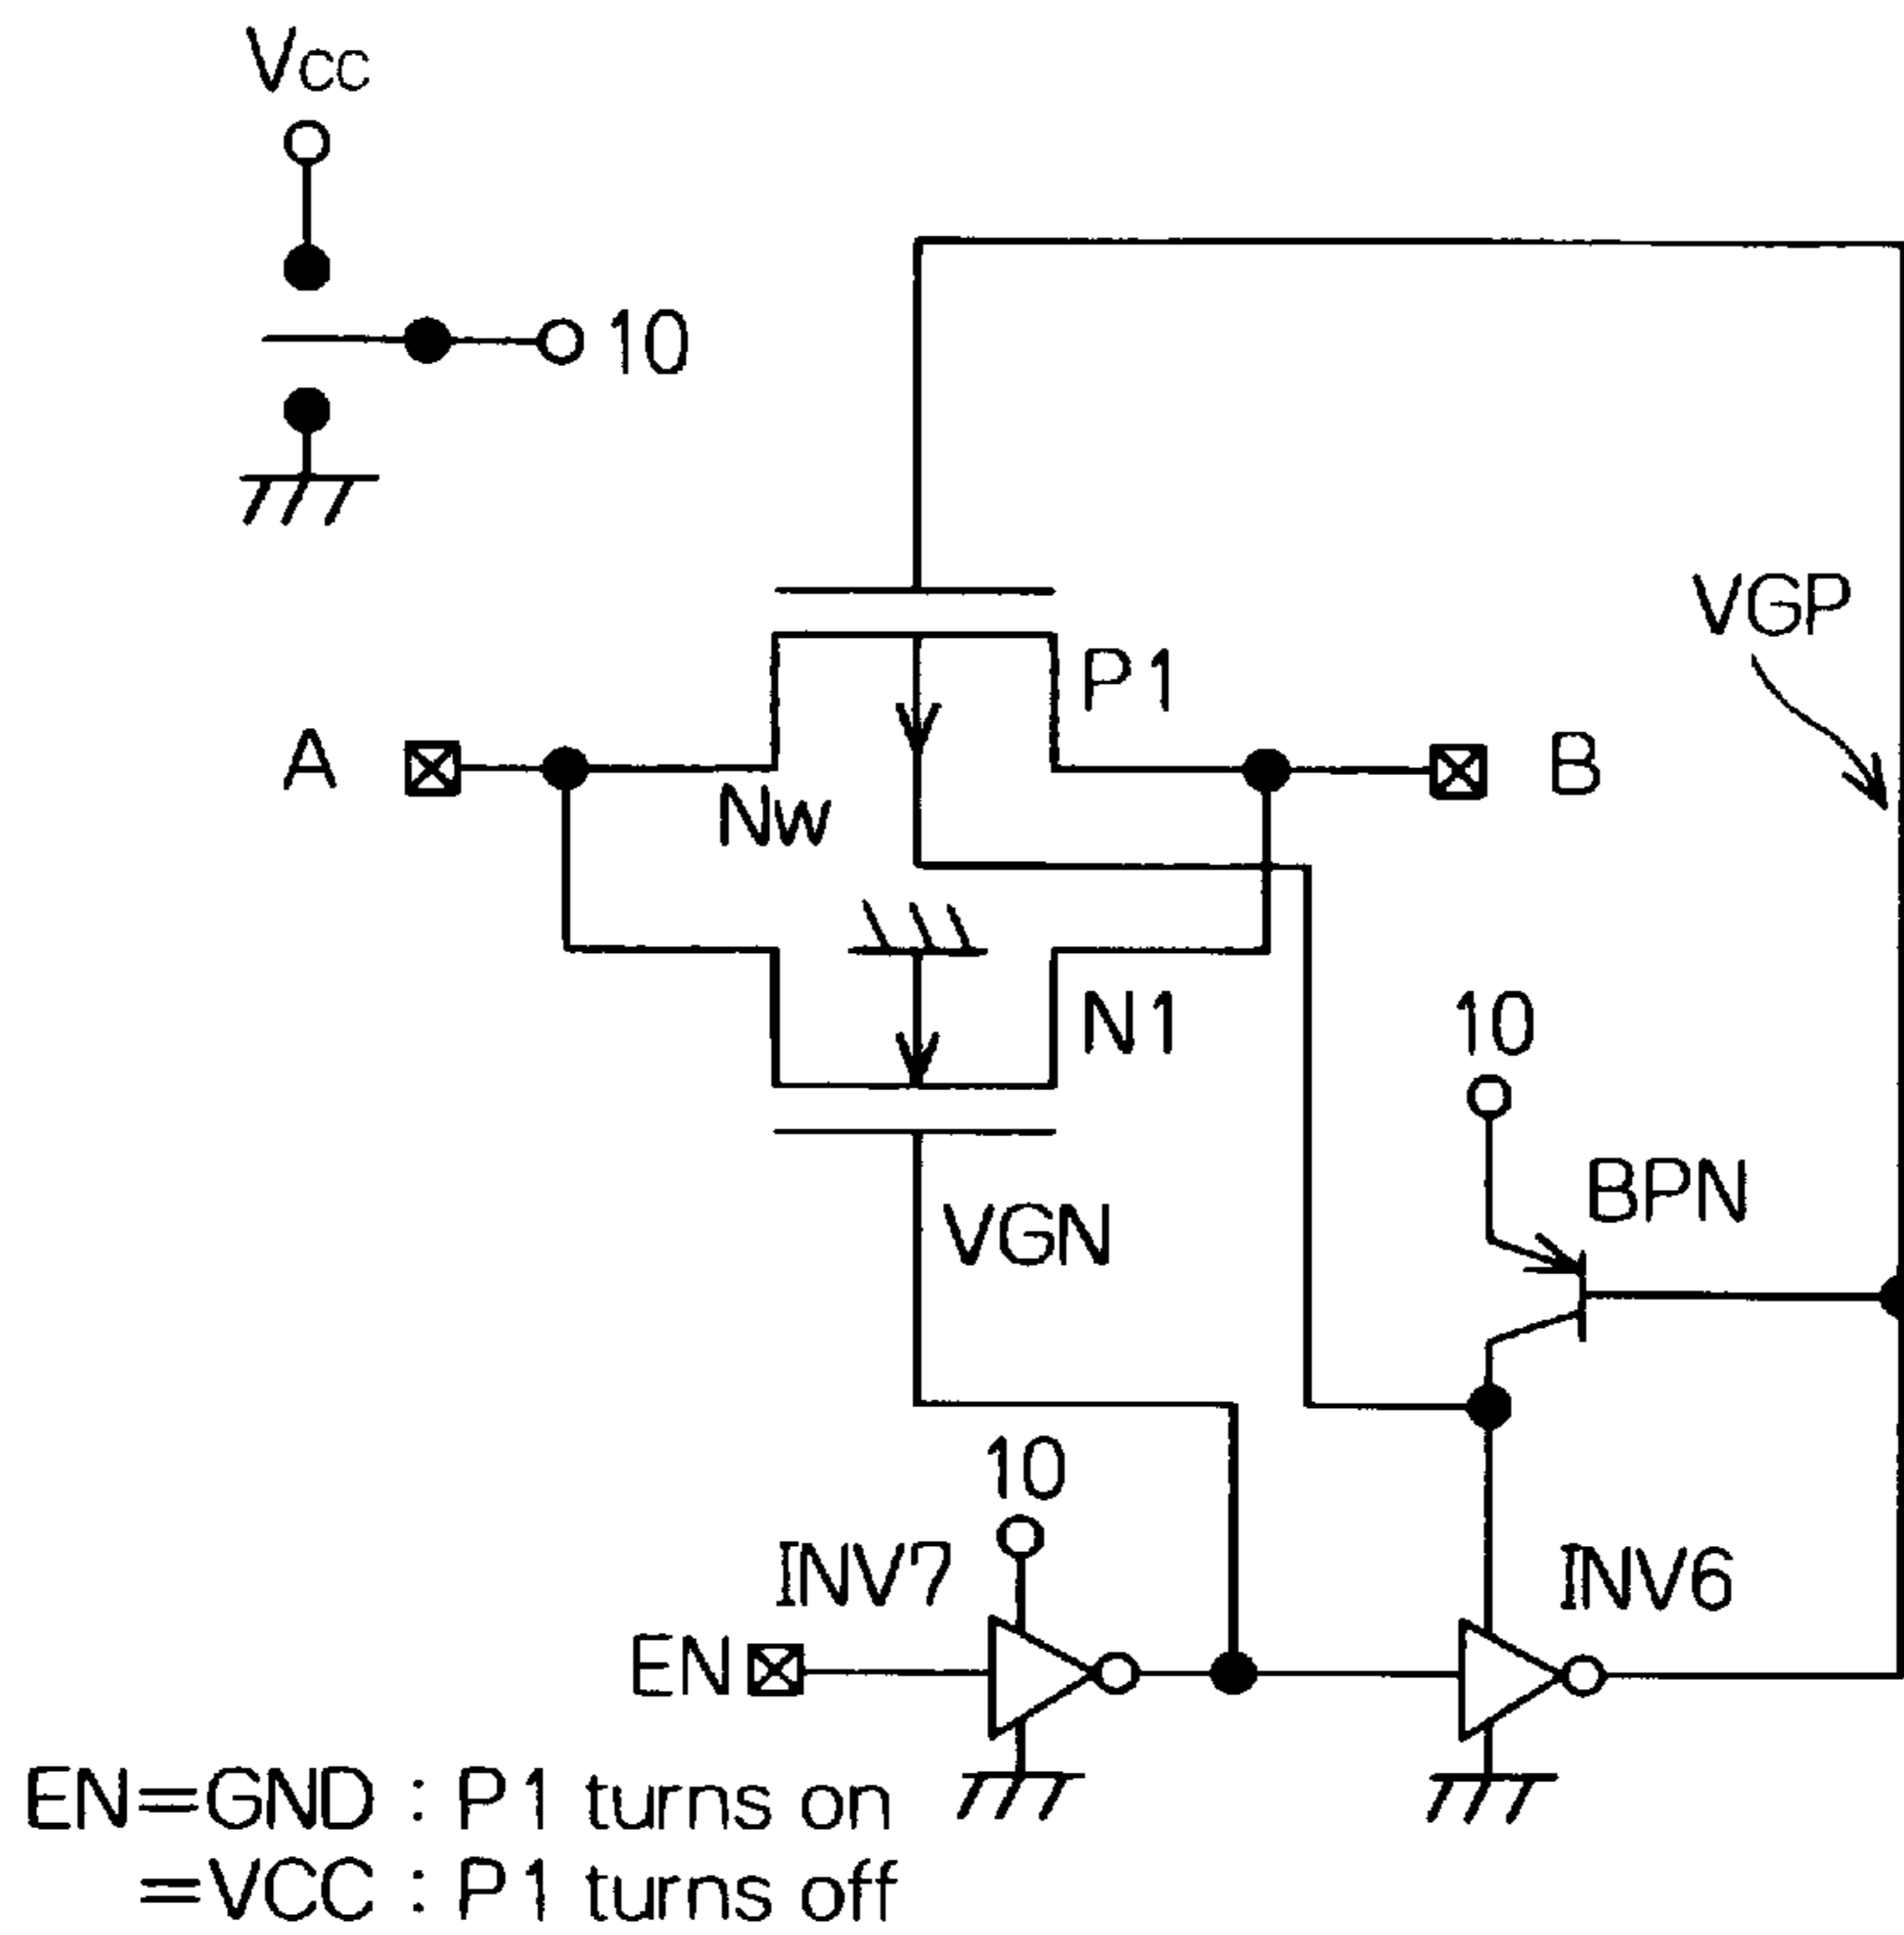 Vcc
10
VGP
P1
A
B
Nw
N1
10
BPN
VGN
10
INV7
INV6
EN
EN=GND : P1 turns on
=VCC : P1 turns off